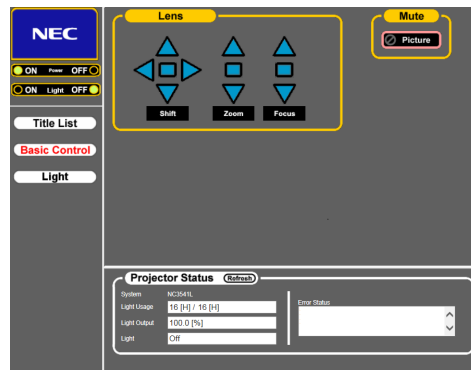 NEC
ON Power OFF
ON Light OFF
Title List
Basic Control
Light
Lens
Shift
Zoom
Focus
Mute
Picture
Projector Status (Refresh)
System NC3541L
Light Usage 16 [H] / 16 [H]
Light Output 100.0 [%]
Light Off
Error Status